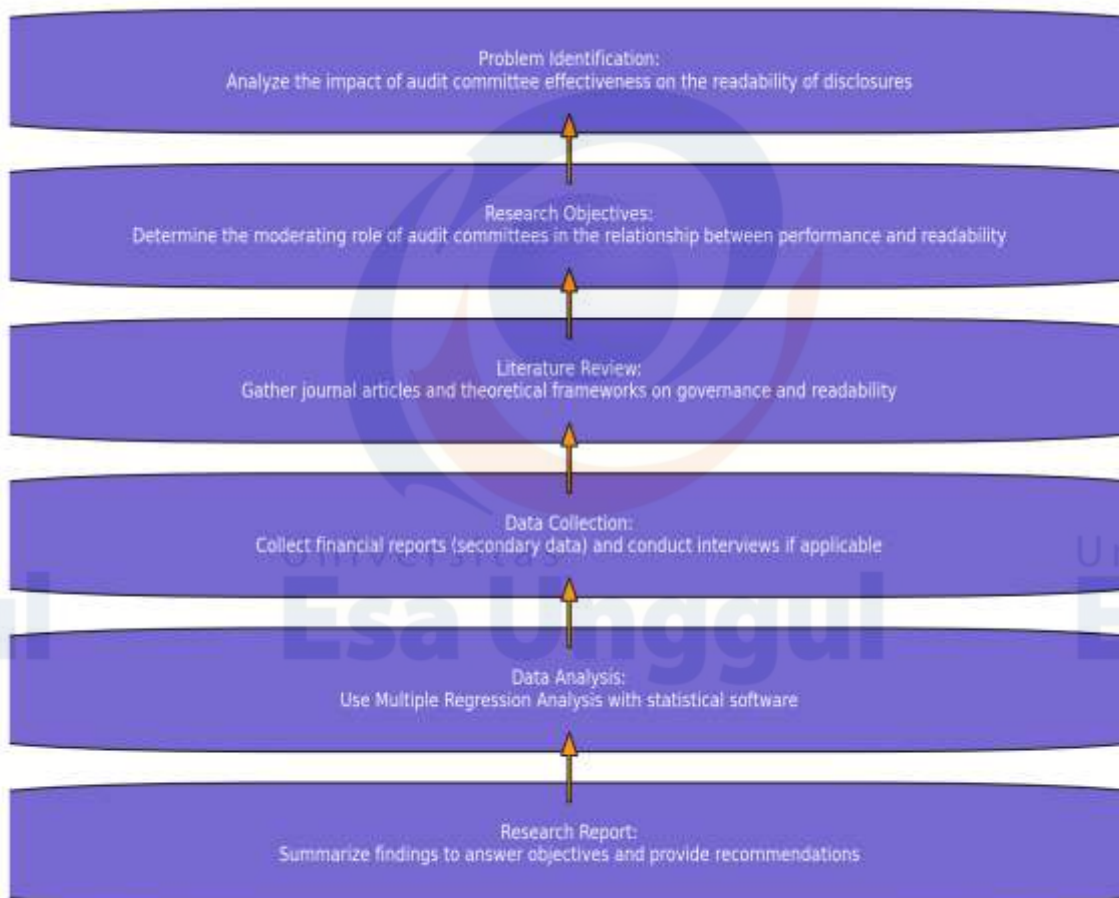 Problem Identification:
Analyze the impact of audit committee effectiveness on the readability of disclosures
Research Objectives:
Determine the moderating role of audit committees in the relationship between performance and readability
Literature Review:
Gather journal articles and theoretical frameworks on governance and readability
Data Collection:
Collect financial reports (secondary data) and conduct interviews if applicable
Universitas
Un
gul
Esa Unggul
E
Data Analysis:
Use Multiple Regression Analysis with statistical software
Research Report:
Summarize findings to answer objectives and provide recommendations